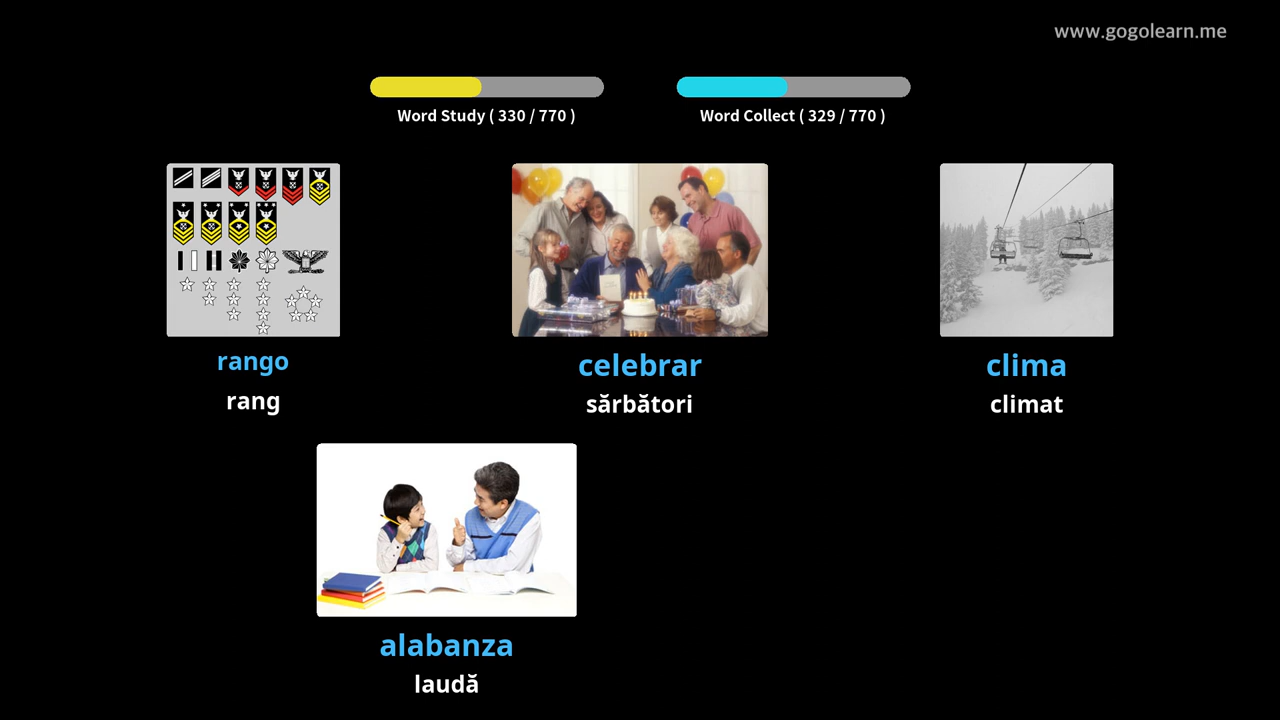 www.gogolearn.me
Word Study ( 330 / 770 )
Word Collect ( 329 / 770 )
rango
rang
celebrar
sărbători
clima
climat
alabanza
laudă